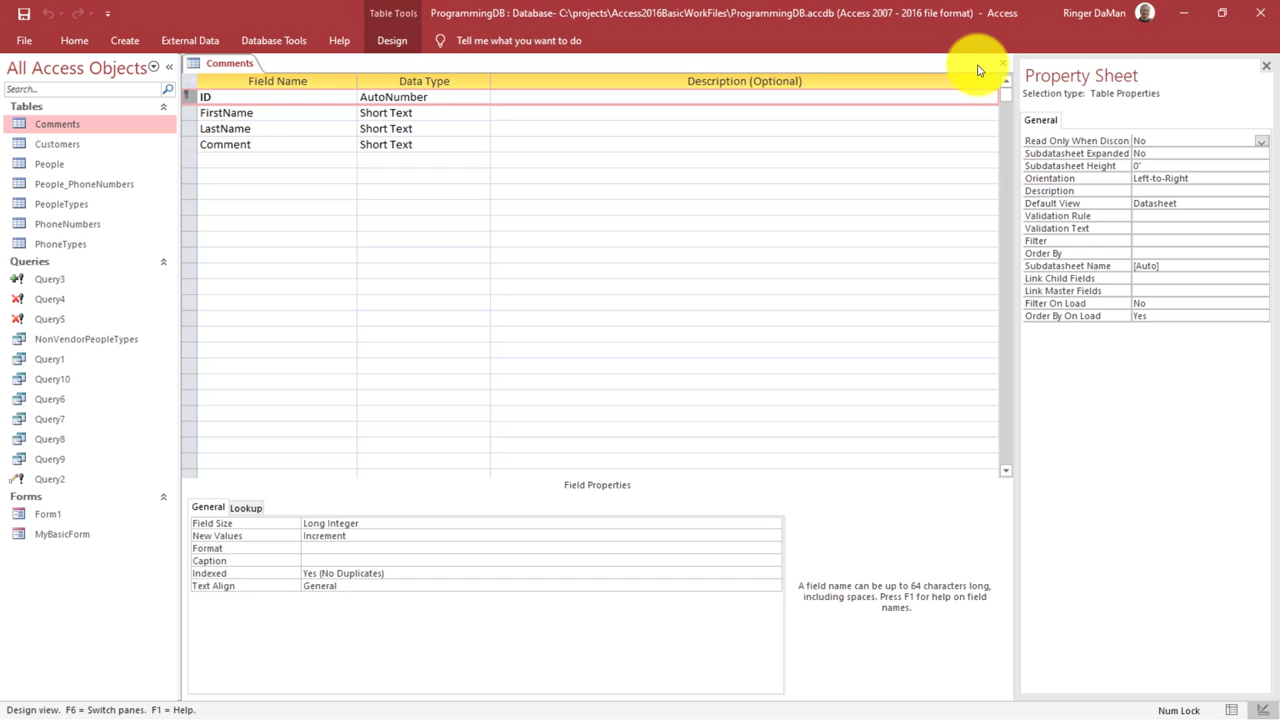 Table Tools
ProgrammingDB : Database- C:\projects\Access2016BasicWorkFiles\ProgrammingDB.accdb (Access 2007 - 2016 file format) - Access
Ringer DaMan
File Home Create External Data Database Tools Help Design Tell me what you want to do
All Access Objects
Search...
Tables
Comments
Customers
People
People_PhoneNumbers
PeopleTypes
PhoneNumbers
PhoneTypes
Queries
Query3
Query4
Query5
NonVendorPeopleTypes
Query1
Query10
Query6
Query7
Query8
Query9
Query2
Forms
Form1
MyBasicForm
Comments
Field Name Data Type Description (Optional)
ID AutoNumber
FirstName Short Text
LastName Short Text
Comment Short Text
Field Properties
General Lookup
Field Size Long Integer
New Values Increment
Format
Caption
Indexed Yes (No Duplicates)
Text Align General
A field name can be up to 64 characters long,
including spaces. Press F1 for help on field
names.
Property Sheet
Selection type: Table Properties
General
Read Only When Discon No
Subdatasheet Expanded No
Subdatasheet Height 0"
Orientation Left-to-Right
Description
Default View Datasheet
Validation Rule
Validation Text
Filter
Order By
Subdatasheet Name [Auto]
Link Child Fields
Link Master Fields
Filter On Load No
Order By On Load Yes
Design view. F6 = Switch panes. F1 = Help.
Num Lock